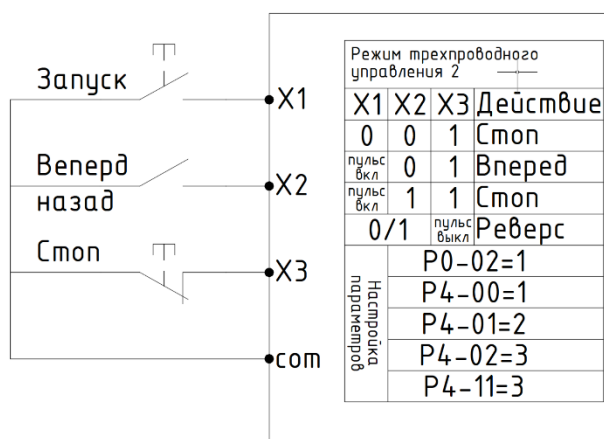 Запуск
X1
Веперд
назад
X2
Стоп
X3
com
Режим трехпроводного
управления 2
X1 X2 X3 Действие
0 0 1 Стоп
пульс вкл 0 1 Вперед
пульс вкл 1 1 Стоп
0/1 пульс выкл Реверс
Настройка параметров
P0-02=1
P4-00=1
P4-01=2
P4-02=3
P4-11=3